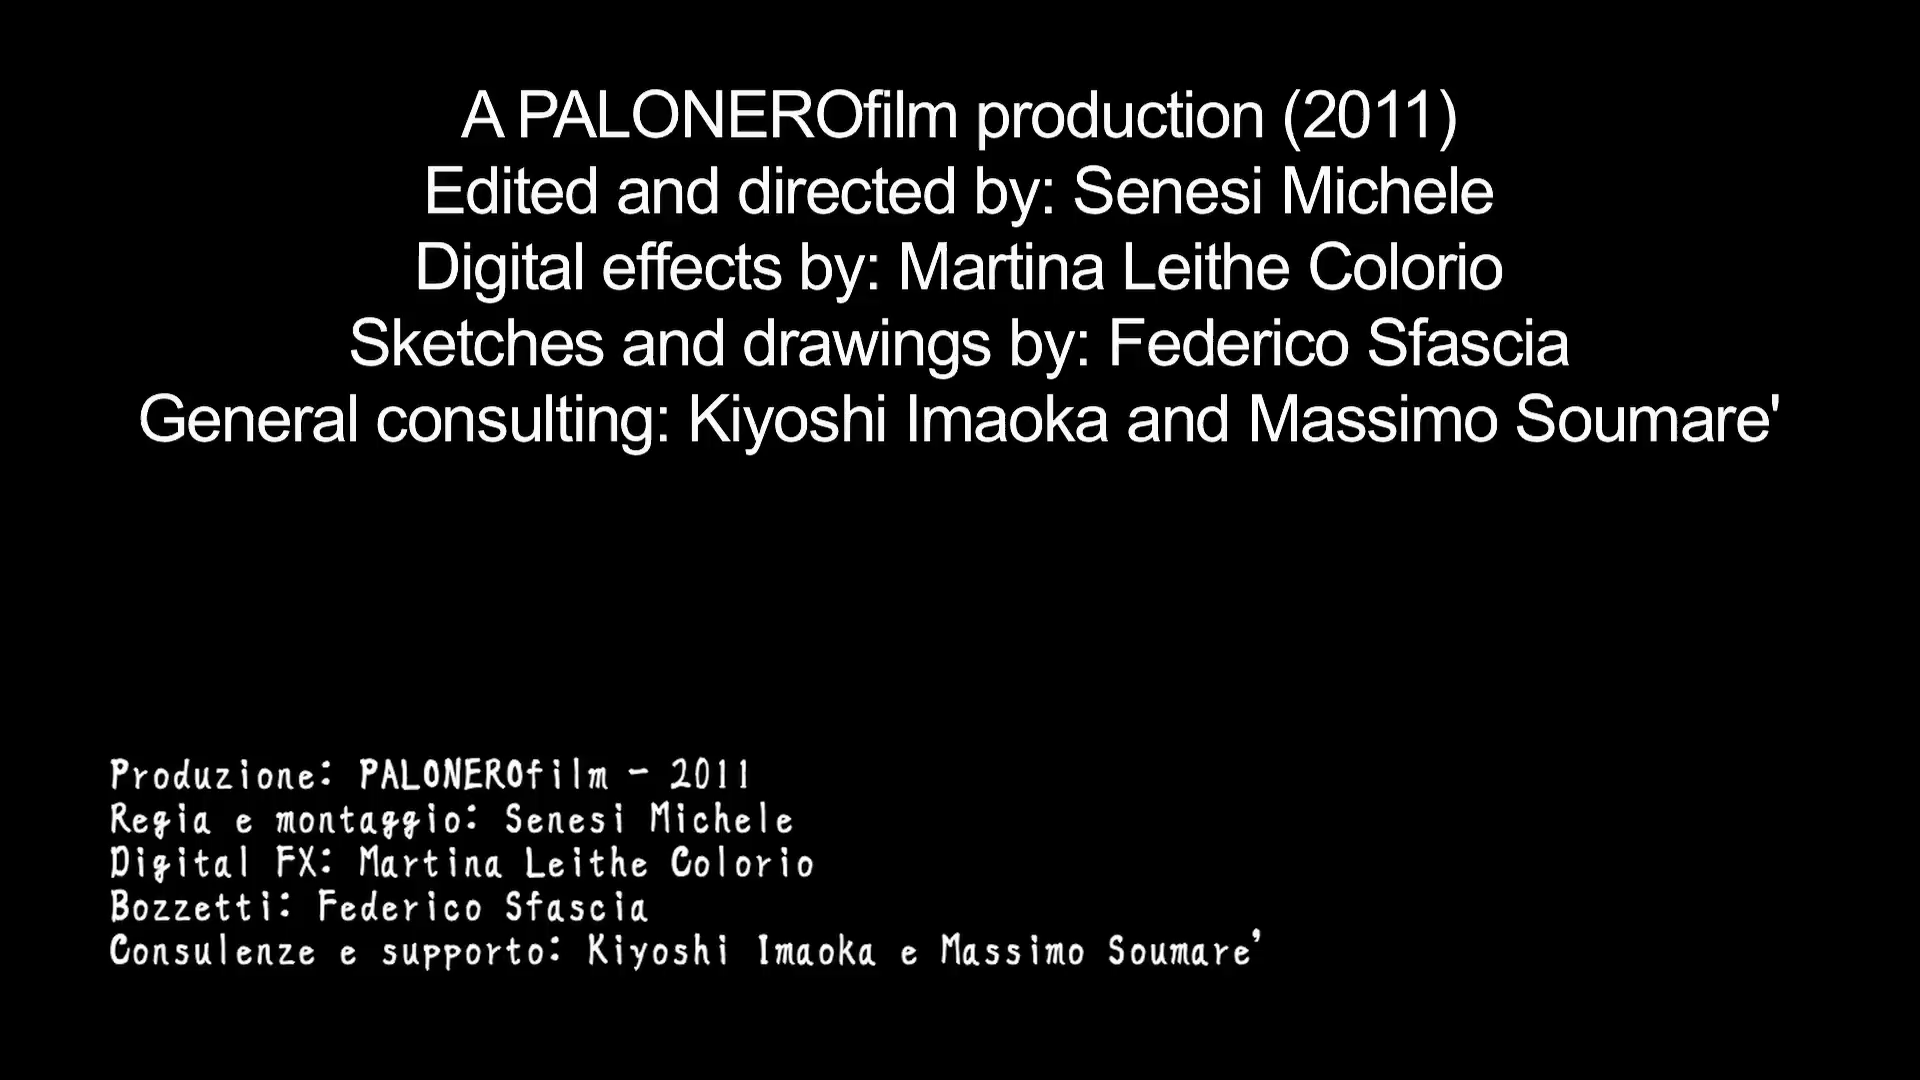 A PALONEROfilm production (2011)
Edited and directed by: Senesi Michele
Digital effects by: Martina Leithe Colorio
Sketches and drawings by: Federico Sfascia
General consulting: Kiyoshi Imaoka and Massimo Soumare'
Produzione: PALONEROfilm - 2011
Regia e montaggio: Senesi Michele
Digital FX: Martina Leithe Colorio
Bozzetti: Federico Sfascia
Consulenze e supporto: Kiyoshi Imaoka e Massimo Soumare’